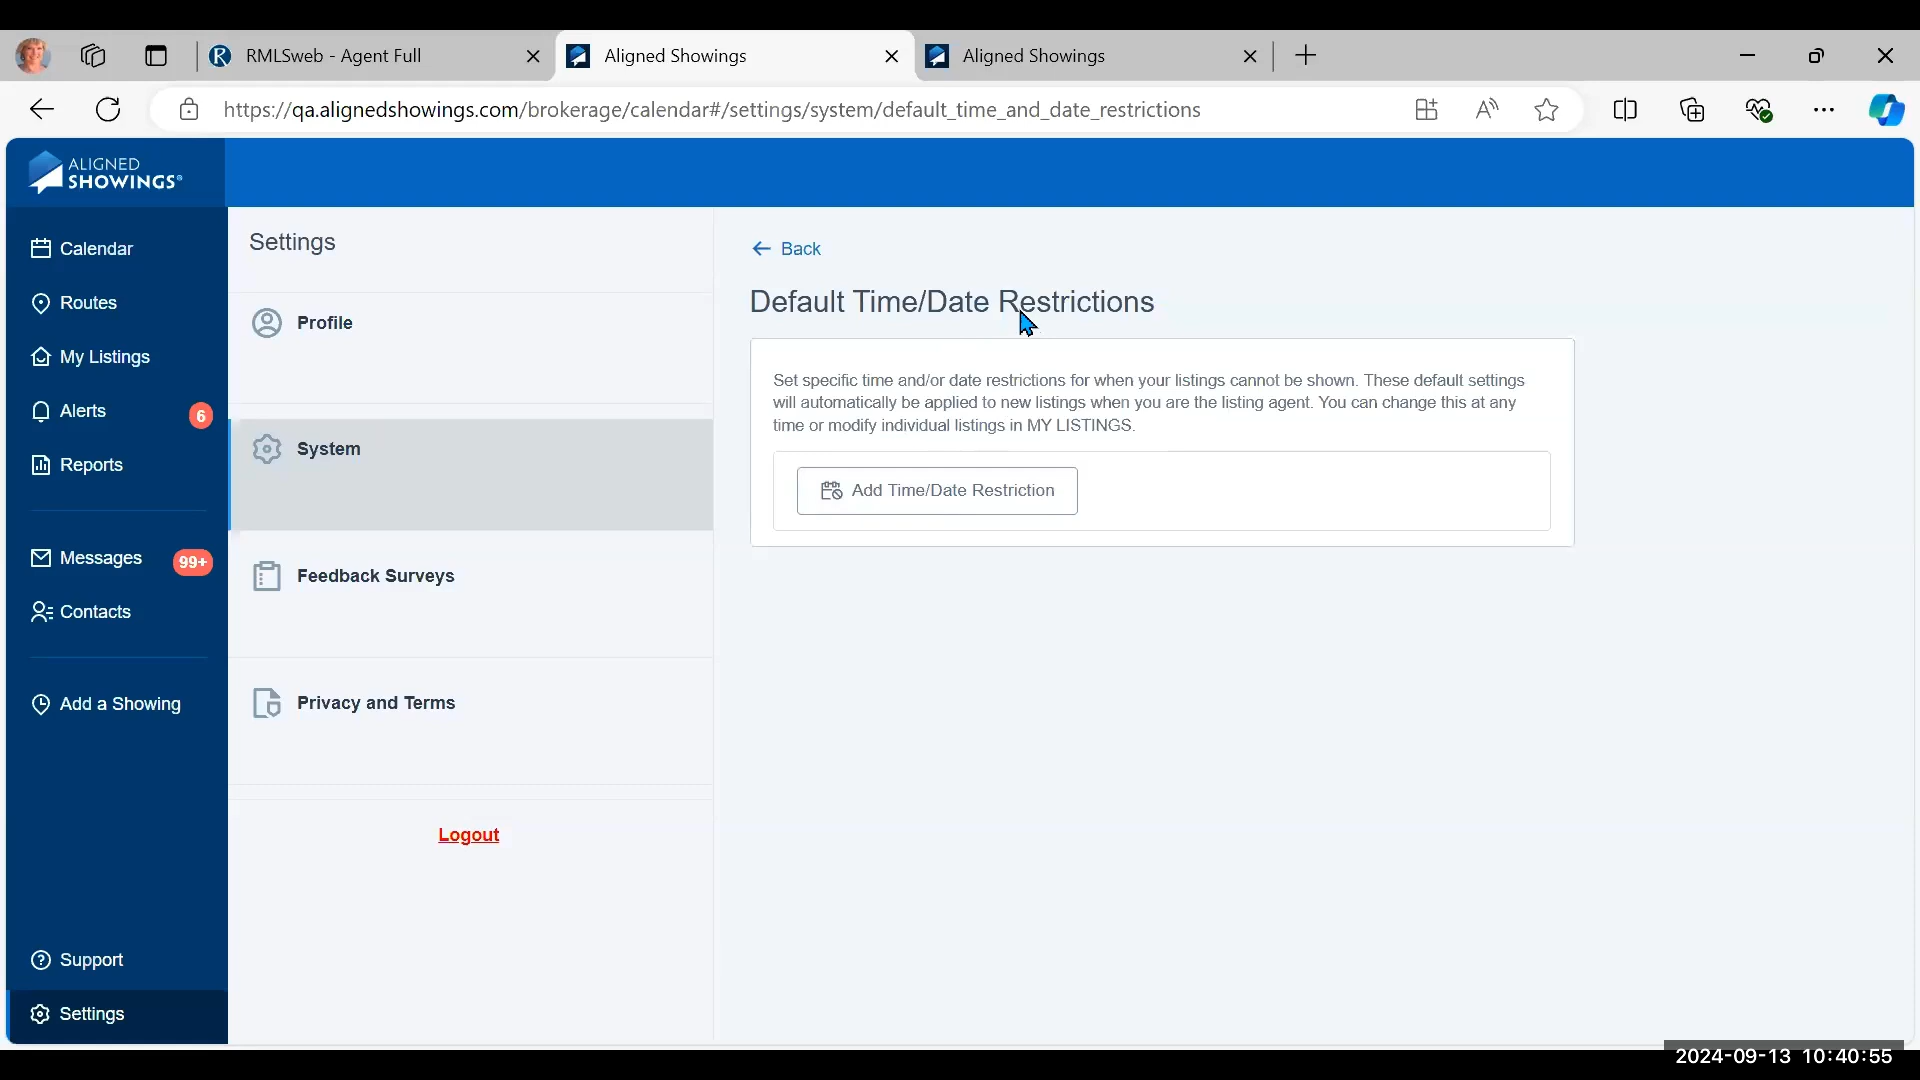 RMLSweb - Agent Full
Aligned Showings
Aligned Showings
https://qa.alignedshowings.com/brokerage/calendar#/settings/system/default_time_and_date_restrictions
ALIGNED
SHOWINGS®
Calendar
Routes
My Listings
Alerts
6
Reports
Messages
99+
Contacts
Add a Showing
Support
Settings
Settings
Profile
System
Feedback Surveys
Privacy and Terms
Logout
Back
Default Time/Date Restrictions
Set specific time and/or date restrictions for when your listings cannot be shown. These default settings
will automatically be applied to new listings when you are the listing agent. You can change this at any
time or modify individual listings in MY LISTINGS.
Add Time/Date Restriction
2024-09-13 10:40:55